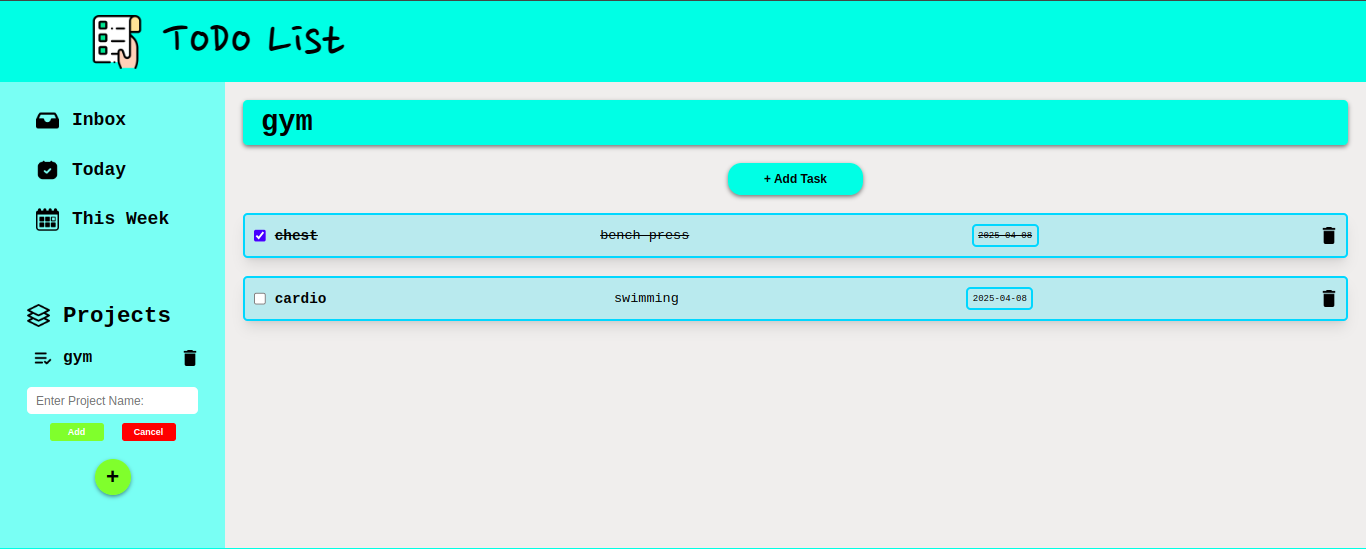 ToDo List
Inbox
Today
This Week
Projects
gym
Enter Project Name:
Add Cancel
+
gym
+ Add Task
chest bench press 2025-04-08
cardio swimming 2025-04-08